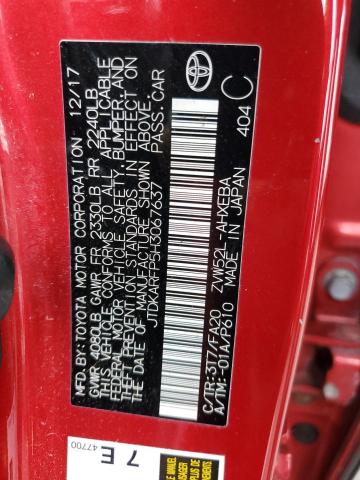 MFD. BY: TOYOTA MOTOR CORPORATION 12/17
GVWR 4080LB GAWR FR 2330LB RR 2240LB
THIS VEHICLE CONFORMS TO ALL APPLICABLE
FEDERAL MOTOR VEHICLE SAFETY, BUMPER, AND
THEFT PREVENTION STANDARDS IN EFFECT ON
THE DATE OF MANUFACTURE SHOWN ABOVE.
JTDKARFP5H3067637 PASS.CAR
C/TR:3T7/FA20 ZVW52L-AHXEBA
A/TM:-01A/P610 MADE IN JAPAN
404 C
7 E
47700